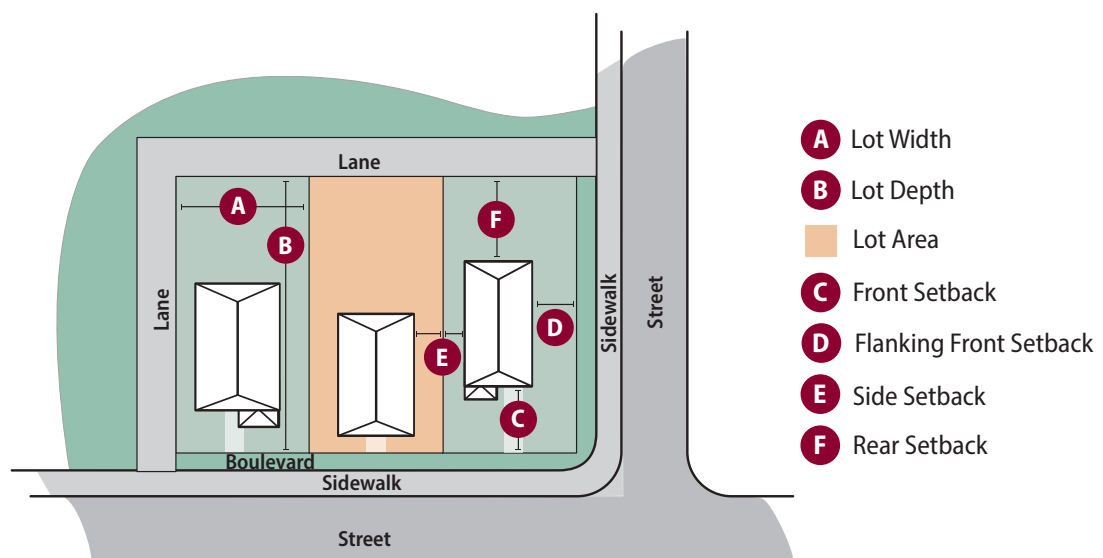 Lane
A
B
F
Lane
D
E
C
Sidewalk
Street
Boulevard
Sidewalk
Street
A Lot Width
B Lot Depth
Lot Area
C Front Setback
D Flanking Front Setback
E Side Setback
F Rear Setback